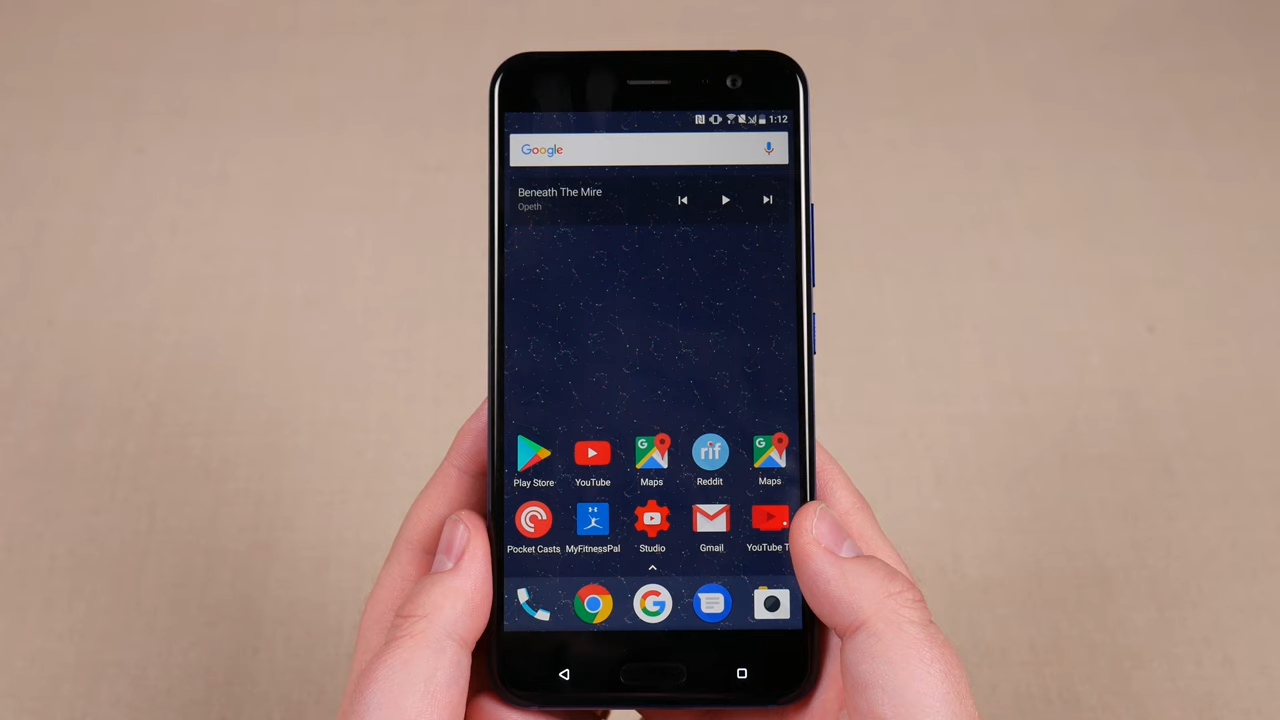 1:12
Google
Beneath The Mire
Opeth
G
rif
G
Play Store
YouTube
Maps
Reddit
Maps
Pocket Casts
MyFitnessPal
Studio
Gmail
YouTube T
G